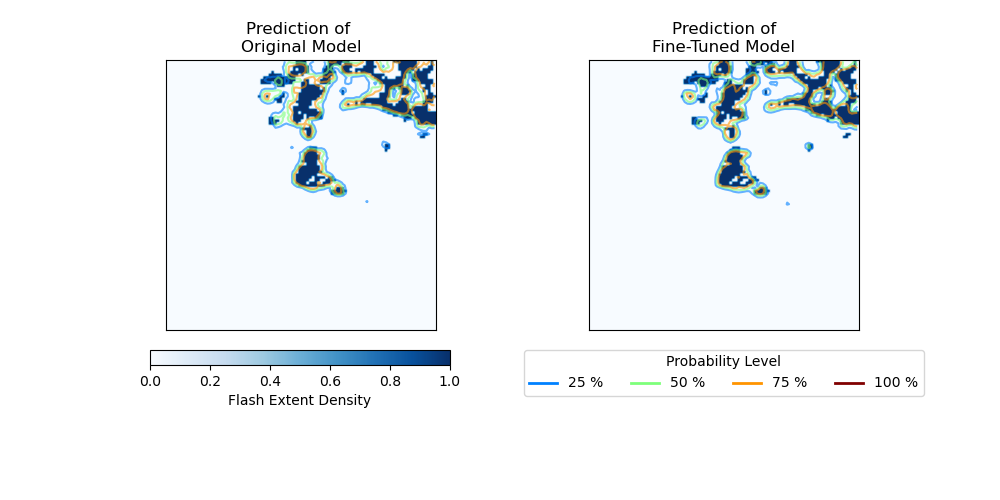 Prediction of
Original Model
Prediction of
Fine-Tuned Model
0.0 0.2 0.4 0.6 0.8 1.0
Flash Extent Density
Probability Level
25 % 50 % 75 % 100 %